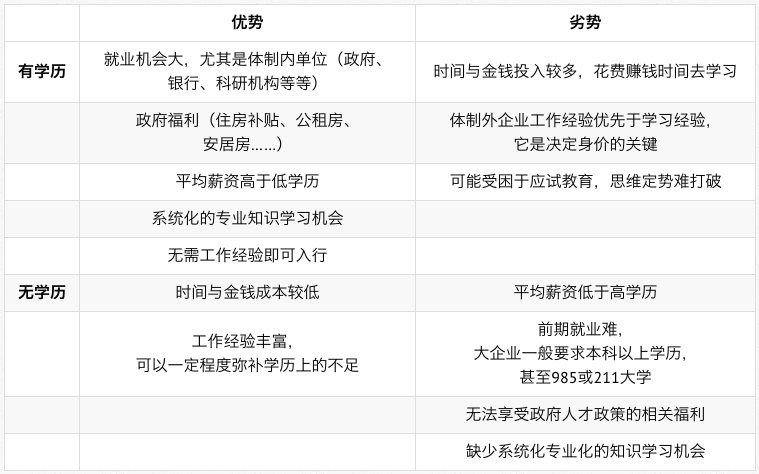 优势 劣势
有学历 就业机会大，尤其是体制内单位（政府、
银行、科研机构等等） 时间与金钱投入较多，花费赚钱时间去学习
政府福利（住房补贴、公租房、
安居房……） 体制外企业工作经验优先于学习经验，
它是决定身价的关键
平均薪资高于低学历 可能受困于应试教育，思维定势难打破
系统化的专业知识学习机会
无需工作经验即可入行
无学历 时间与金钱成本较低 平均薪资低于高学历
工作经验丰富，
可以一定程度弥补学历上的不足 前期就业难，
大企业一般要求本科以上学历，
甚至985或211大学
无法享受政府人才政策的相关福利
缺少系统化专业化的知识学习机会